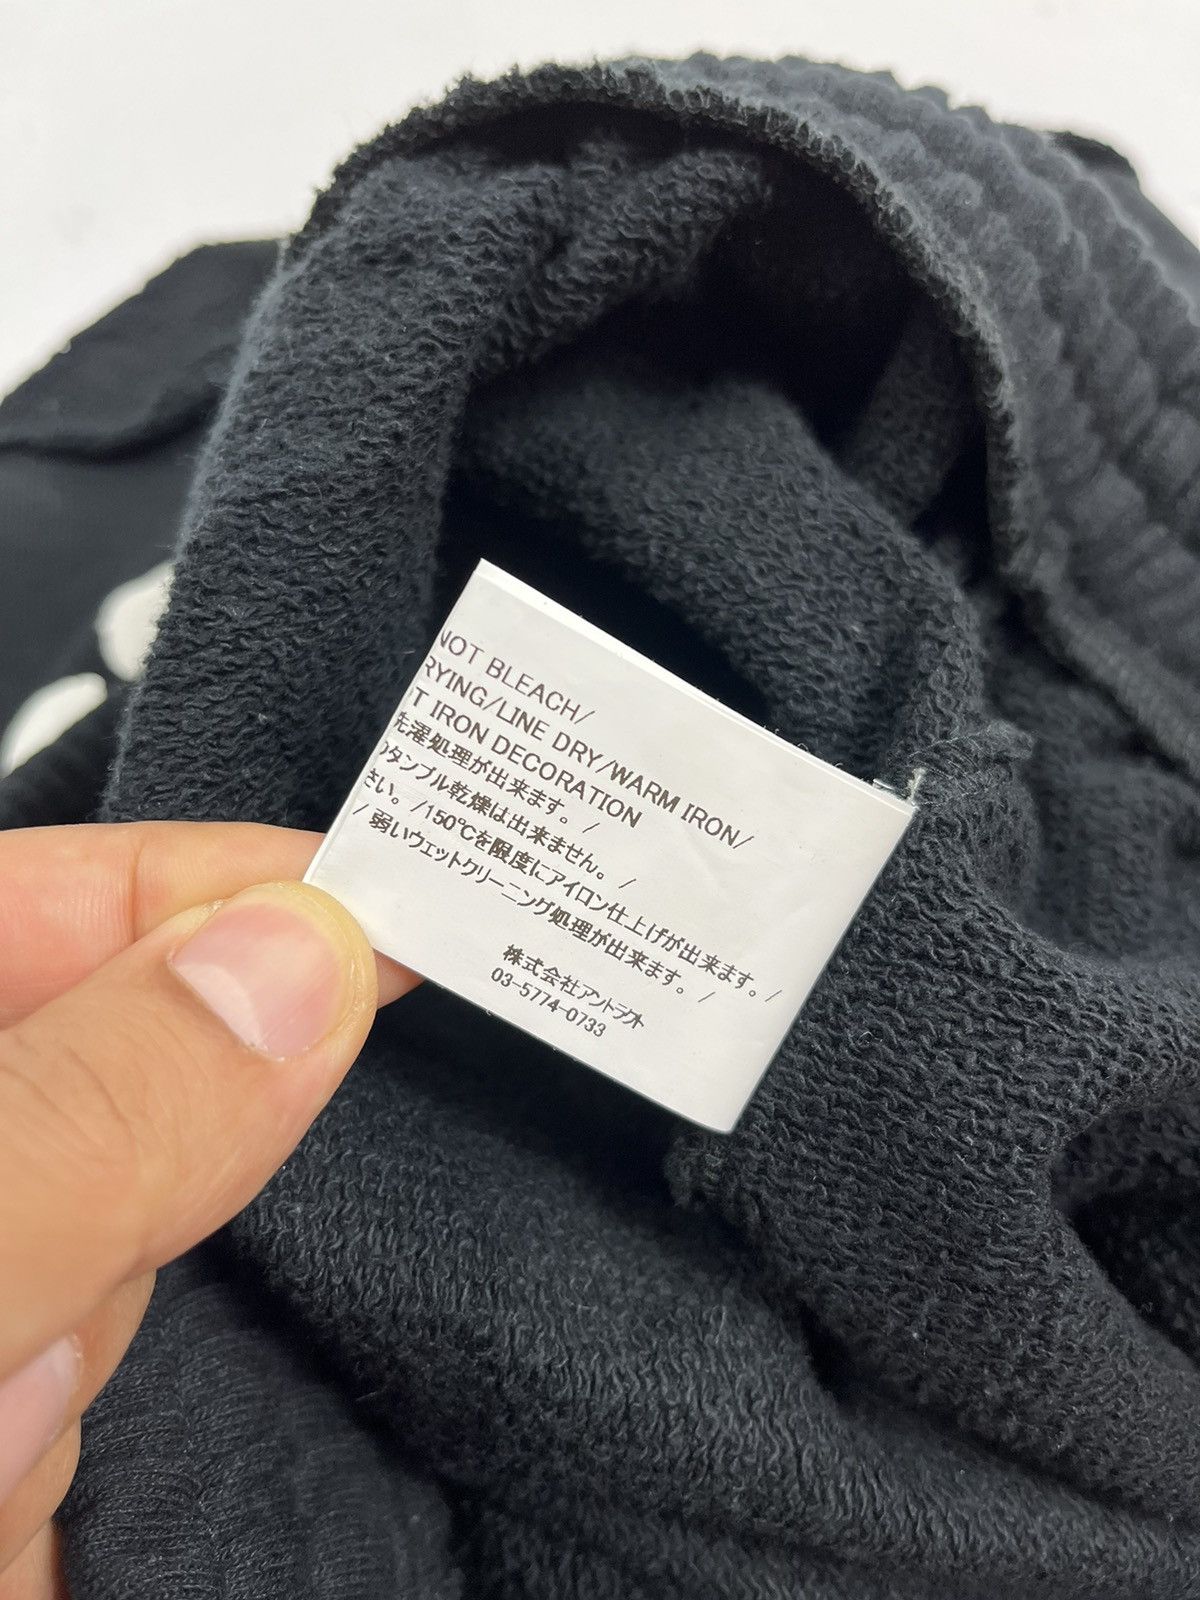 NOT BLEACH/
RYING/LINE DRY/WARM IRON/
T IRON DECORATION
洗濯処理が出来ます。/
タンブル乾燥は出来ません。/
さい。/150℃を限度にアイロン仕上げが出来ます。/
/ 弱いウェットクリーニング処理が出来ます。/
株式会社アントラクト
03-5774-0733